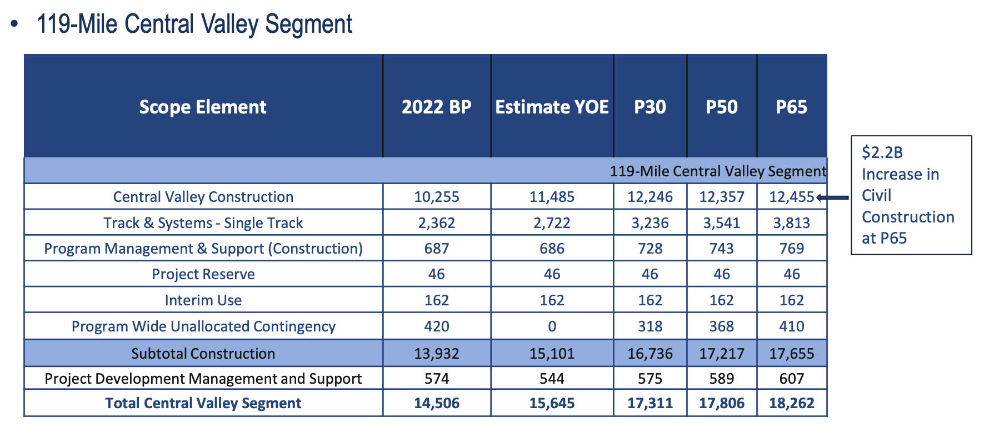 • 119-Mile Central Valley Segment
Scope Element 2022 BP Estimate YOE P30 P50 P65
119-Mile Central Valley Segment
Central Valley Construction 10,255 11,485 12,246 12,357 12,455
Track & Systems - Single Track 2,362 2,722 3,236 3,541 3,813
Program Management & Support (Construction) 687 686 728 743 769
Project Reserve 46 46 46 46 46
Interim Use 162 162 162 162 162
Program Wide Unallocated Contingency 420 0 318 368 410
Subtotal Construction 13,932 15,101 16,736 17,217 17,655
Project Development Management and Support 574 544 575 589 607
Total Central Valley Segment 14,506 15,645 17,311 17,806 18,262
$2.2B
Increase in
Civil
Construction
at P65